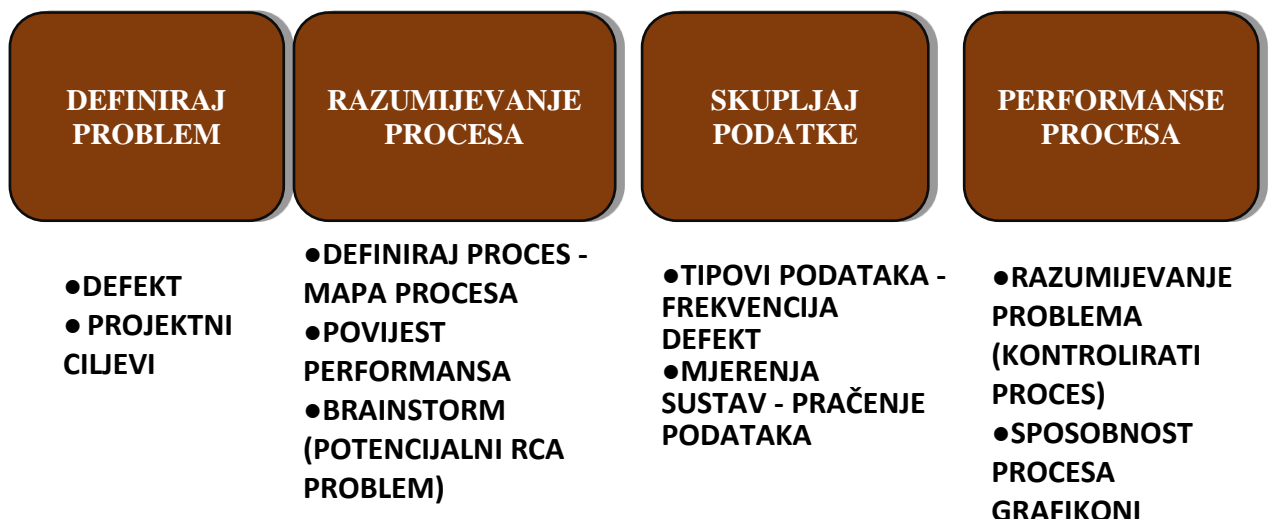 DEFINIRAJ
PROBLEM
●DEFEKT
● PROJEKTNI
CILJEVI
RAZUMIJEVANJE
PROCESA
●DEFINIRAJ PROCES -
MAPA PROCESA
●POVIJEST
PERFORMANSA
●BRAINSTORM
(POTENCIJALNI RCA
PROBLEM)
SKUPLJAJ
PODATKE
●TIPOVI PODATAKA -
FREKVENCIJA
DEFEKT
●MJERENJA
SUSTAV - PRAČENJE
PODATAKA
PERFORMANSE
PROCESA
●RAZUMIJEVANJE
PROBLEMA
(KONTROLIRATI
PROCES)
●SPOSOBNOST
PROCESA
GRAFIKONI